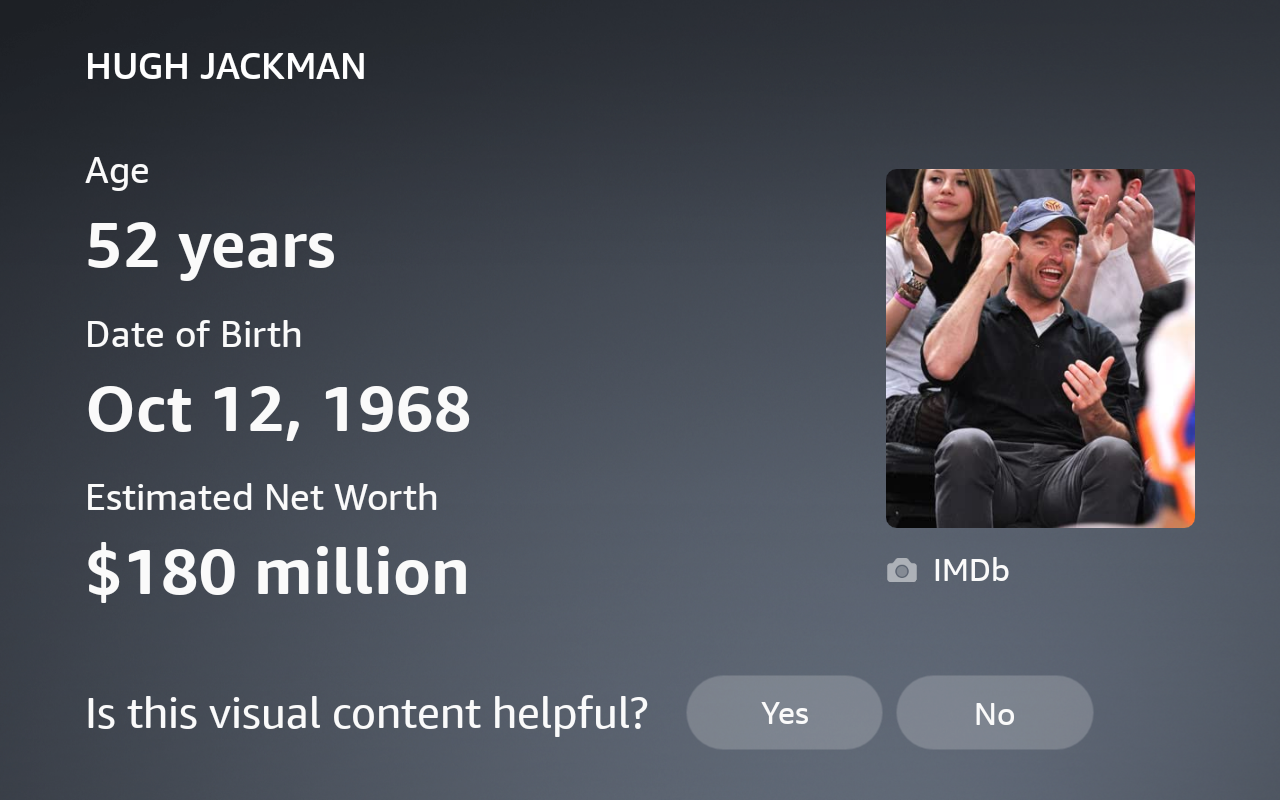 HUGH JACKMAN
Age
52 years
Date of Birth
Oct 12, 1968
Estimated Net Worth
$180 million
IMDb
Is this visual content helpful?
Yes
No